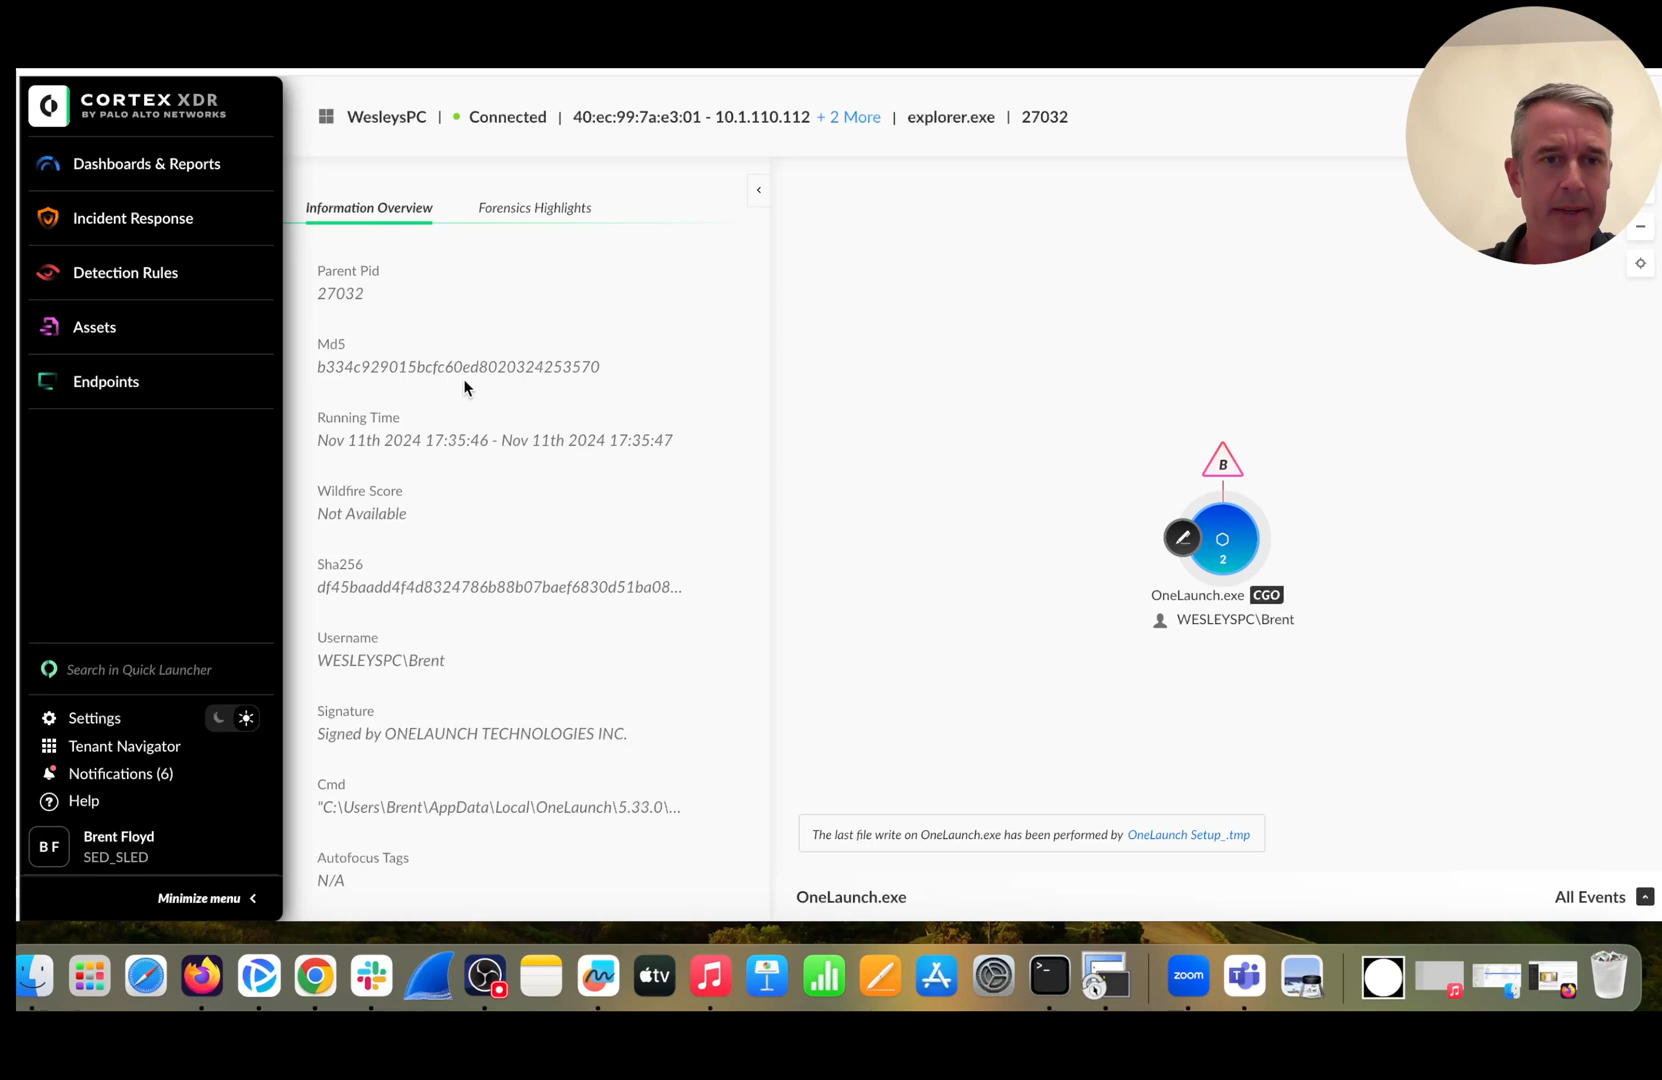 CORTEX XDR
BY PALO ALTO NETWORKS
Dashboards & Reports
Incident Response
Detection Rules
Assets
Endpoints
Search in Quick Launcher
Settings
Tenant Navigator
Notifications (6)
Help
B F
Brent Floyd
SED_SLED
Minimize menu
WesleysPC | Connected | 40:ec:99:7a:e3:01 - 10.1.110.112 + 2 More | explorer.exe | 27032
Information Overview Forensics Highlights
Parent Pid
27032
Md5
b334c929015bcfc60ed8020324253570
Running Time
Nov 11th 2024 17:35:46 - Nov 11th 2024 17:35:47
Wildfire Score
Not Available
Sha256
df45baadd4f4d8324786b88b07baef6830d51ba08...
Username
WESLEYSPC\Brent
Signature
Signed by ONELAUNCH TECHNOLOGIES INC.
Cmd
"C:\Users\Brent\AppData\Local\OneLaunch\5.33.0\...
Autofocus Tags
N/A
B
2
OneLaunch.exe CGO
WESLEYSPC\Brent
The last file write on OneLaunch.exe has been performed by OneLaunch Setup_.tmp
OneLaunch.exe
All Events
tv
zoom